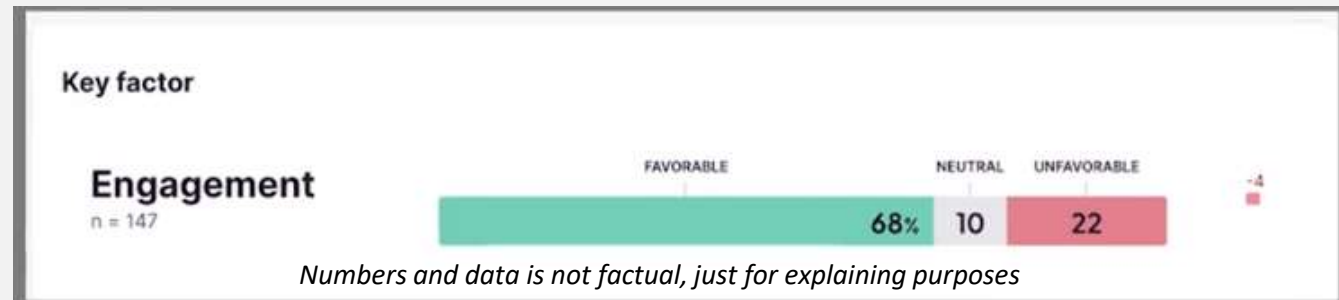 Key factor
FAVORABLE NEUTRAL UNFAVORABLE
Engagement -4
n = 147 68% 10 22
Numbers and data is not factual, just for explaining purposes